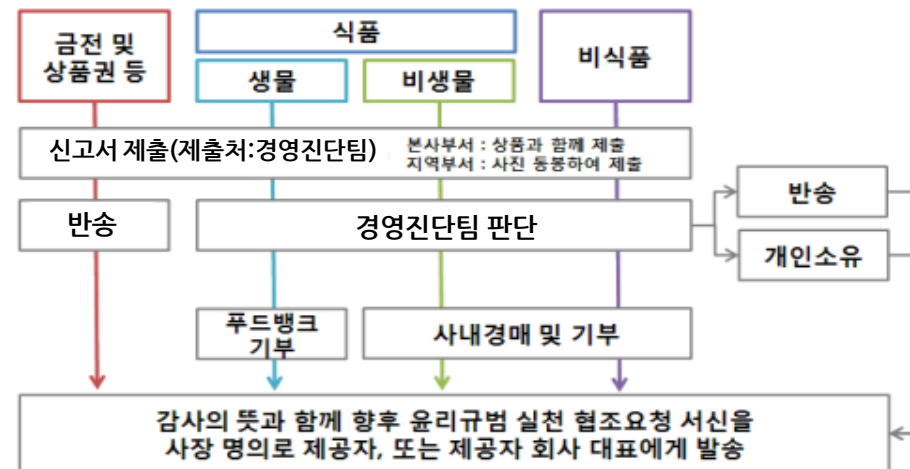 금전 및
상품권 등
식품
생물
비생물
비식품
신고서 제출(제출처:경영진단팀)
본사부서 : 상품과 함께 제출
지역부서 : 사진 동봉하여 제출
반송
경영진단팀 판단
반송
개인소유
푸드뱅크
기부
사내경매 및 기부
감사의 뜻과 함께 향후 윤리규범 실천 협조요청 서신을
사장 명의로 제공자, 또는 제공자 회사 대표에게 발송